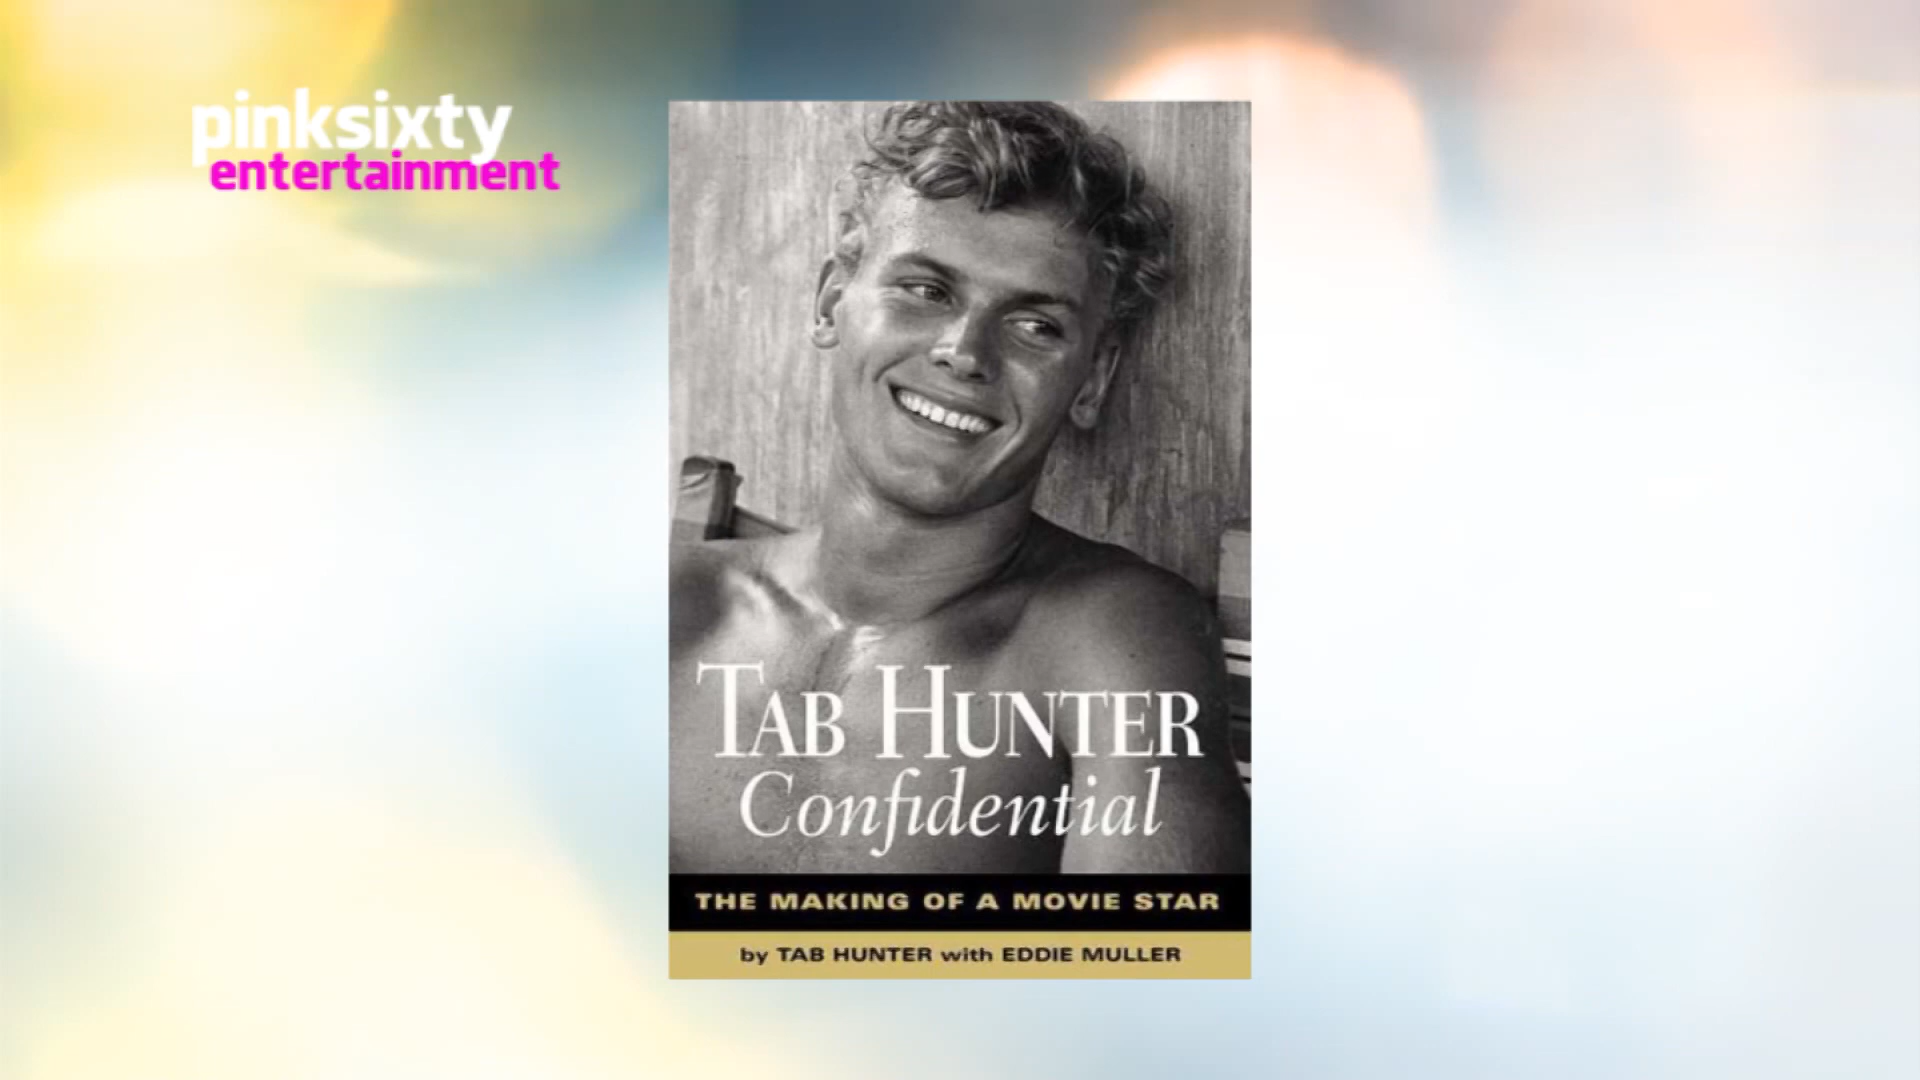 pinksixty
entertainment
TAB HUNTER
Confidential
THE MAKING OF A MOVIE STAR
by TAB HUNTER with EDDIE MULLER